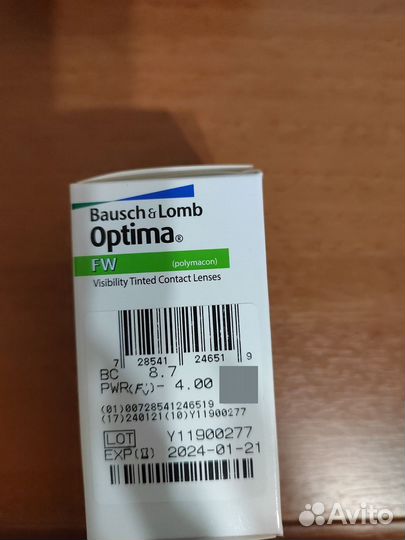 Bausch & Lomb
Optima®
FW (polymacon)
Visibility Tinted Contact Lenses
7 28541 24651 9
BC 8.7
PWR - 4.00
(01)00728541246519
(17)240121(10)Y11900277
LOT Y11900277
EXP 2024-01-21
Avito